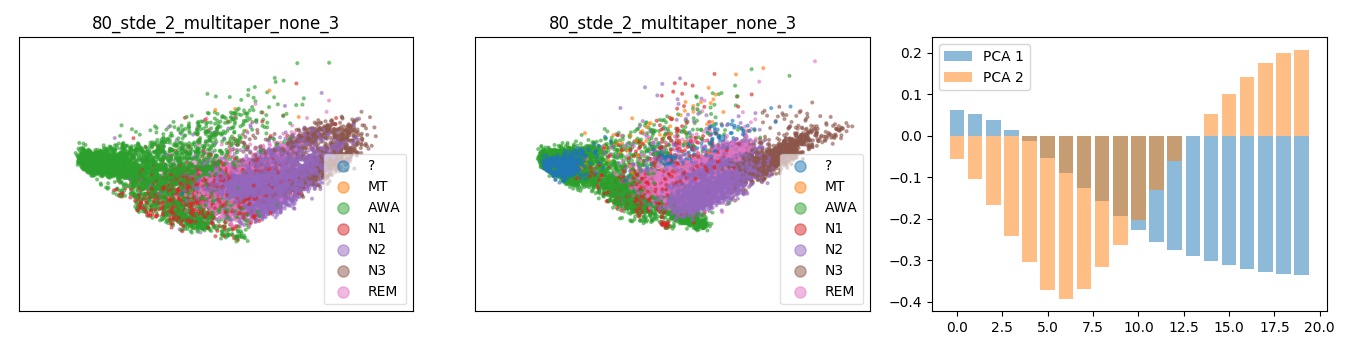 80_stde_2_multitaper_none_3
?
MT
AWA
N1
N2
N3
REM
80_stde_2_multitaper_none_3
?
MT
AWA
N1
N2
N3
REM
PCA 1
PCA 2
0.2
0.1
0.0
−0.1
−0.2
−0.3
−0.4
0.0 2.5 5.0 7.5 10.0 12.5 15.0 17.5 20.0